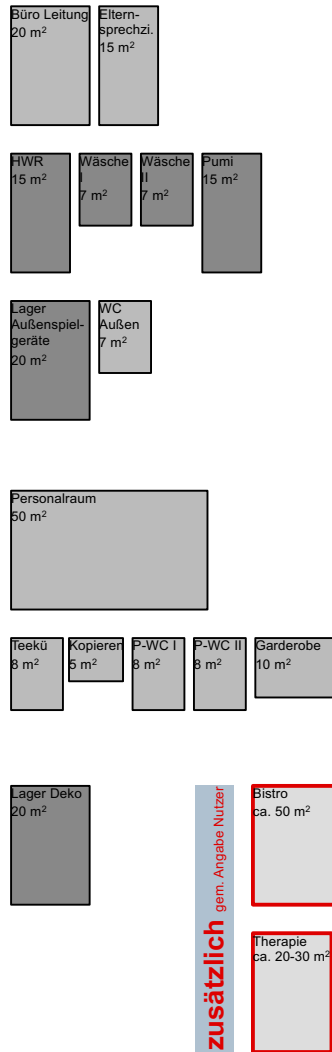 Büro Leitung
20 m²
Eltern-
sprechzi.
15 m²
HWR
15 m²
Wäsche
I
7 m²
Wäsche
II
7 m²
Pumi
15 m²
Lager
Außenspiel-
geräte
20 m²
WC
Außen
7 m²
Personalraum
50 m²
Teekü
8 m²
Kopieren
5 m²
P-WC I
8 m²
P-WC II
8 m²
Garderobe
10 m²
Lager Deko
20 m²
zusätzlich gem. Angabe Nutzer
Bistro
ca. 50 m²
Therapie
ca. 20-30 m²